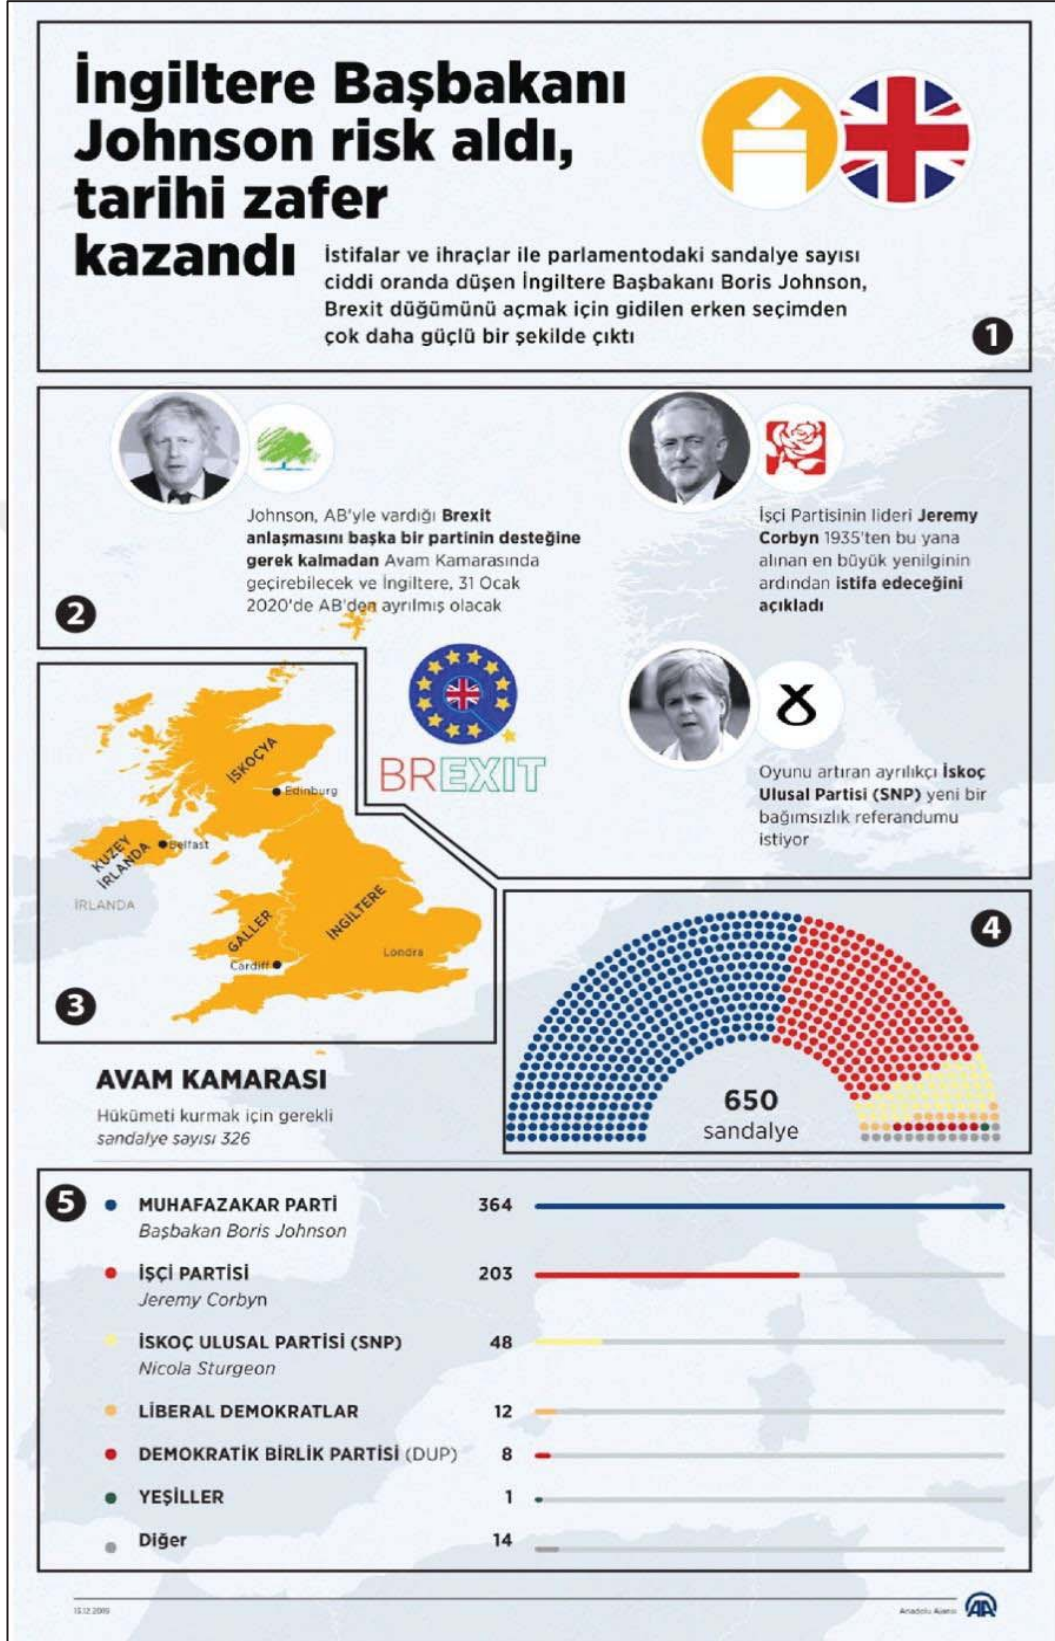 İngiltere Başbakanı
Johnson risk aldı,
tarihi zafer
kazandı
İstifalar ve ihraçlar ile parlamentodaki sandalye sayısı
ciddi oranda düşen İngiltere Başbakanı Boris Johnson,
Brexit düğümünü açmak için gidilen erken seçimden
çok daha güçlü bir şekilde çıktı
1
Johnson, AB'yle vardığı Brexit
anlaşmasını başka bir partinin desteğine
gerek kalmadan Avam Kamarasında
geçirebilecek ve İngiltere, 31 Ocak
2020'de AB'den ayrılmış olacak
İşçi Partisinin lideri Jeremy
Corbyn 1935'ten bu yana
alınan en büyük yenilginin
ardından istifa edeceğini
açıkladı
2
BREXIT
Oyunu artıran ayrılıkçı İskoç
Ulusal Partisi (SNP) yeni bir
bağımsızlık referandumu
istiyor
İSKOÇYA
Edinburg
KUZEY
İRLANDA
Belfast
İRLANDA
GALLER
İNGİLTERE
Cardiff
Londra
3
4
650
sandalye
AVAM KAMARASI
Hükümeti kurmak için gerekli
sandalye sayısı 326
5
MUHAFAZAKAR PARTİ 364
Başbakan Boris Johnson
İŞÇİ PARTİSİ 203
Jeremy Corbyn
İSKOÇ ULUSAL PARTİSİ (SNP) 48
Nicola Sturgeon
LİBERAL DEMOKRATLAR 12
DEMOKRATİK BİRLİK PARTİSİ (DUP) 8
YEŞİLLER 1
Diğer 14
13.12.2019
Anadolu Ajansı
AA